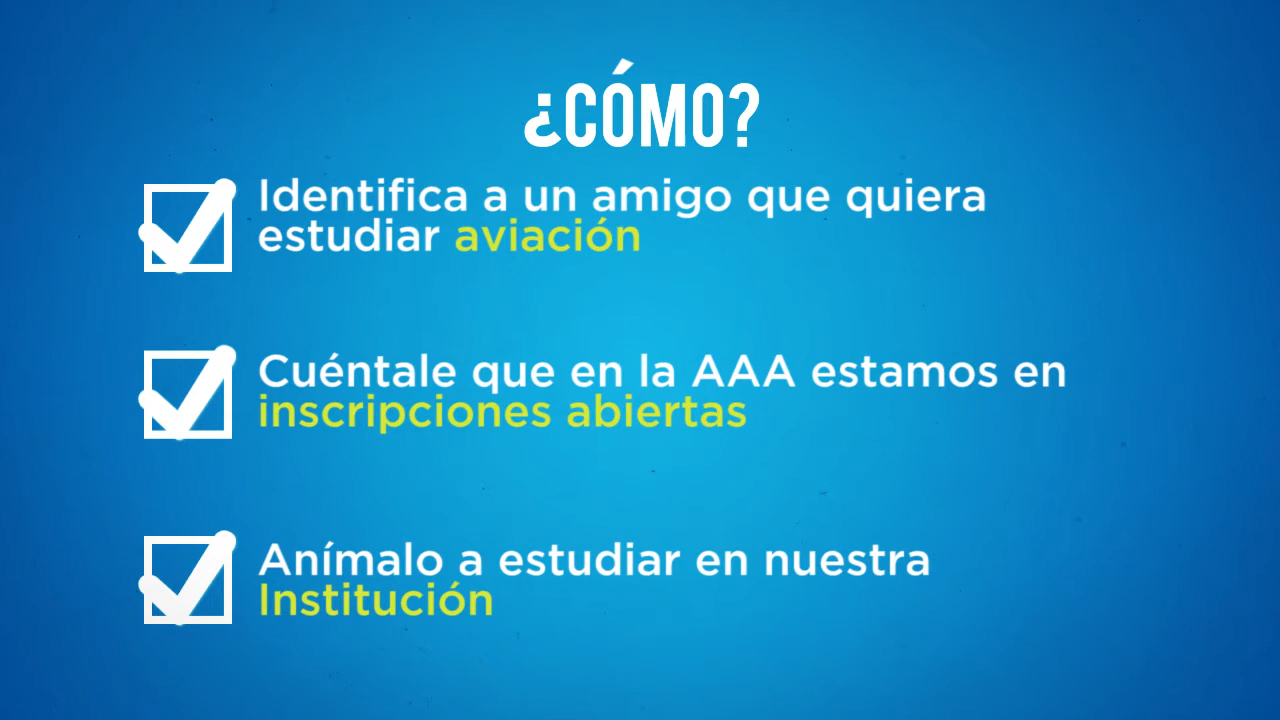 ¿CÓMO?
Identifica a un amigo que quiera
estudiar aviación
Cuéntale que en la AAA estamos en
inscripciones abiertas
Anímalo a estudiar en nuestra
Institución